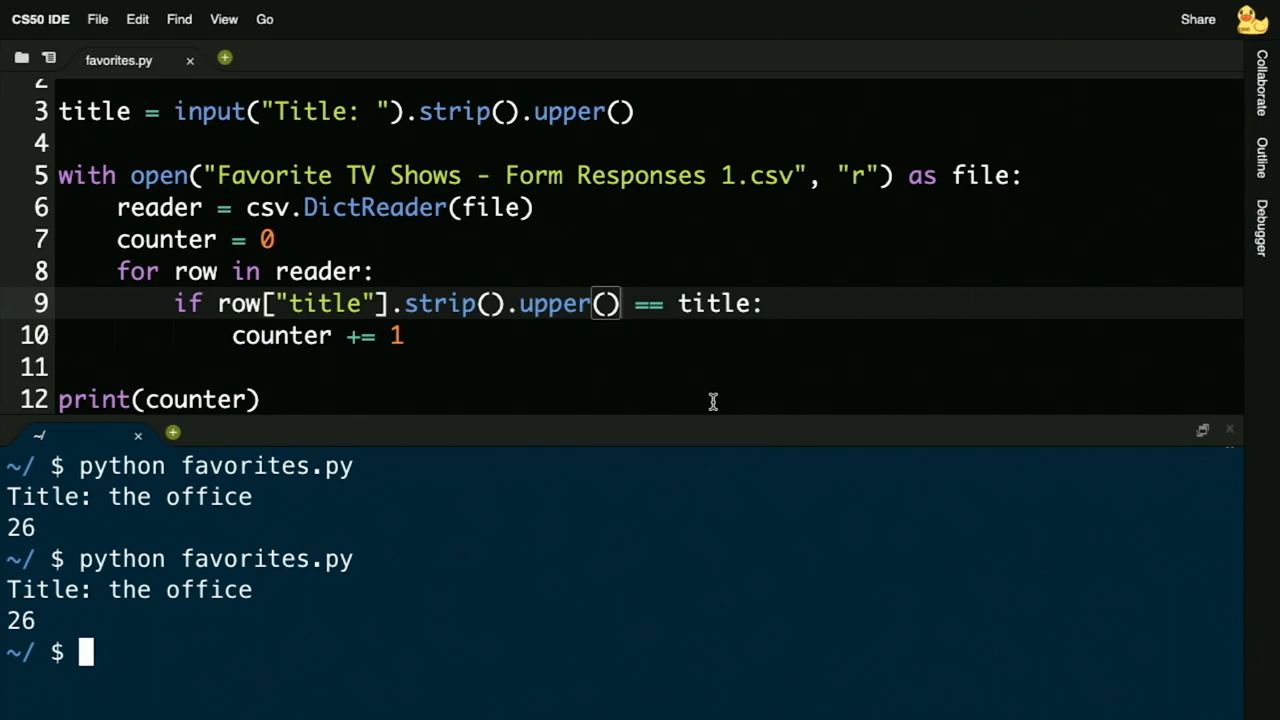 CS50 IDE File Edit Find View Go Share
favorites.py
2
3 title = input("Title: ").strip().upper()
4
5 with open("Favorite TV Shows - Form Responses 1.csv", "r") as file:
6 reader = csv.DictReader(file)
7 counter = 0
8 for row in reader:
9 if row["title"].strip().upper() == title:
10 counter += 1
11
12 print(counter)
Collaborate
Outline
Debugger
~/
~/ $ python favorites.py
Title: the office
26
~/ $ python favorites.py
Title: the office
26
~/ $